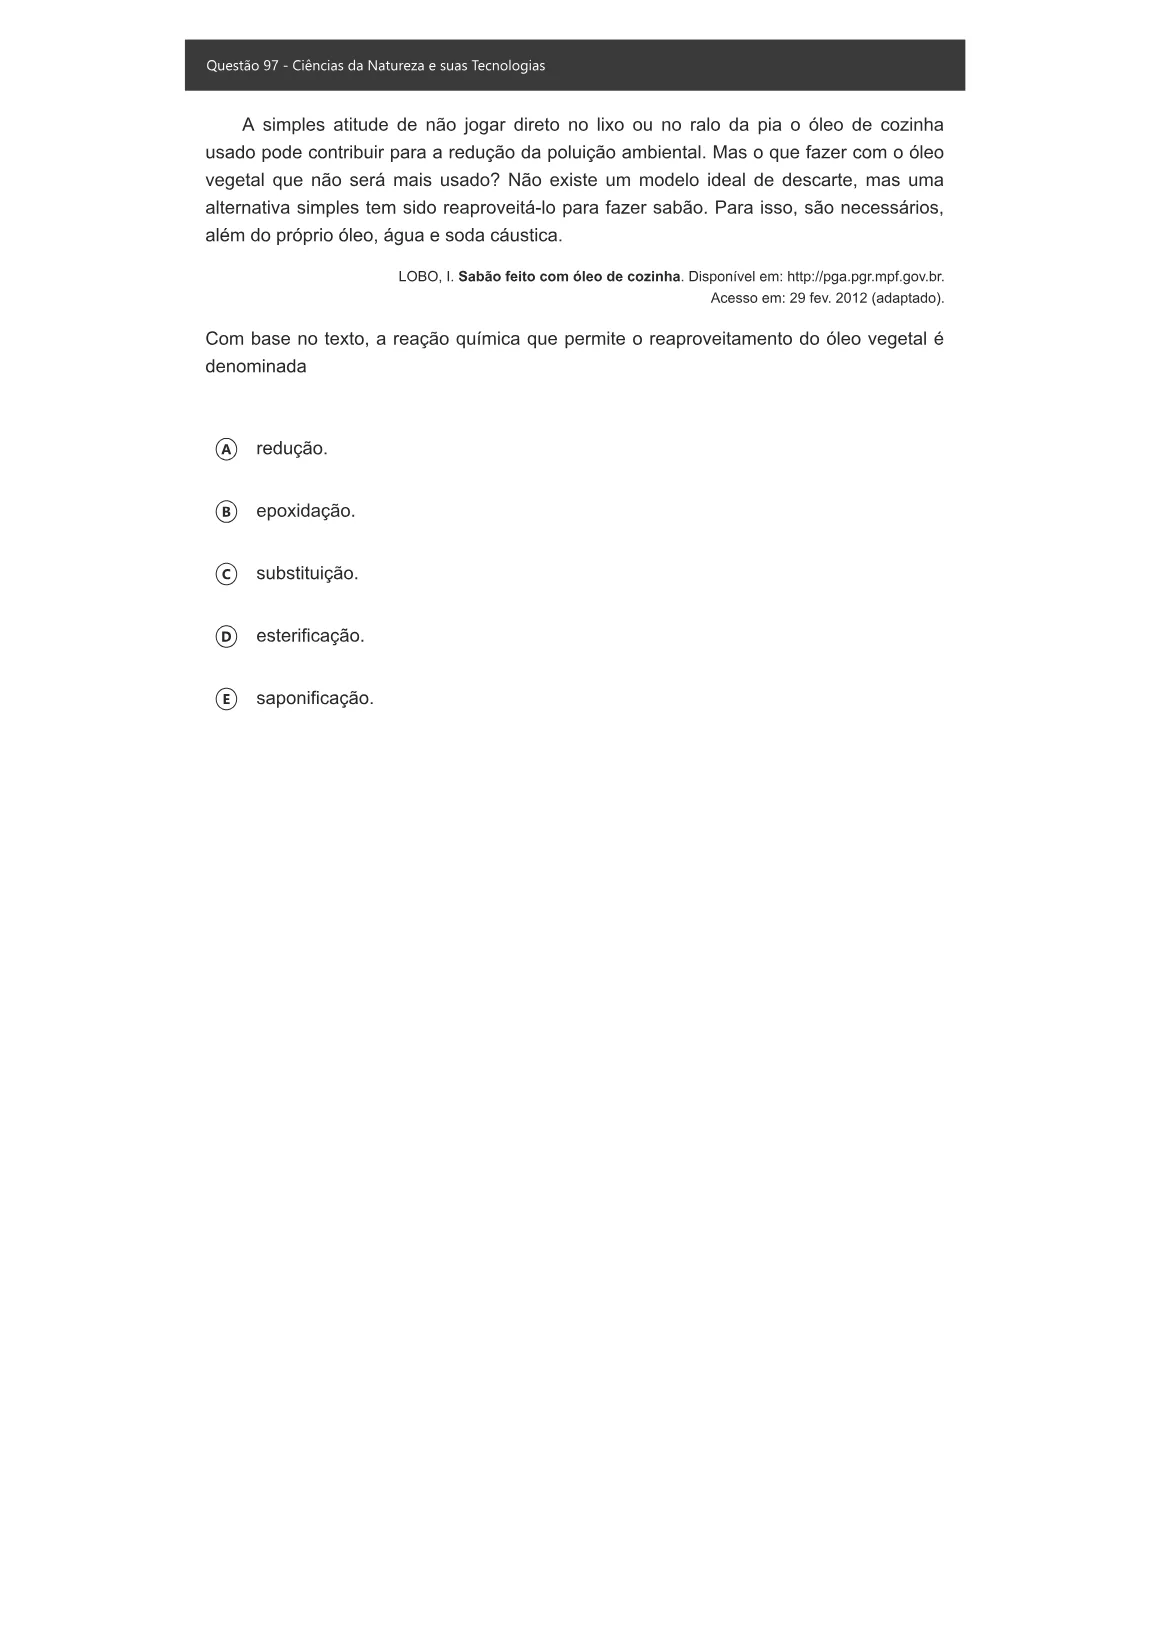 Questão 97 - Ciências da Natureza e suas Tecnologias
A simples atitude de não jogar direto no lixo ou no ralo da pia o óleo de cozinha
usado pode contribuir para a redução da poluição ambiental. Mas o que fazer com o óleo
vegetal que não será mais usado? Não existe um modelo ideal de descarte, mas uma
alternativa simples tem sido reaproveitá-lo para fazer sabão. Para isso, são necessários,
além do próprio óleo, água e soda cáustica.
LOBO, I. Sabão feito com óleo de cozinha. Disponível em: http://pga.pgr.mpf.gov.br.
Acesso em: 29 fev. 2012 (adaptado).
Com base no texto, a reação química que permite o reaproveitamento do óleo vegetal é
denominada
A redução.
B epoxidação.
C substituição.
D esterificação.
E saponificação.